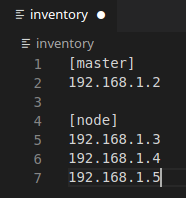 inventory
inventory
1 [master]
2 192.168.1.2
3
4 [node]
5 192.168.1.3
6 192.168.1.4
7 192.168.1.5